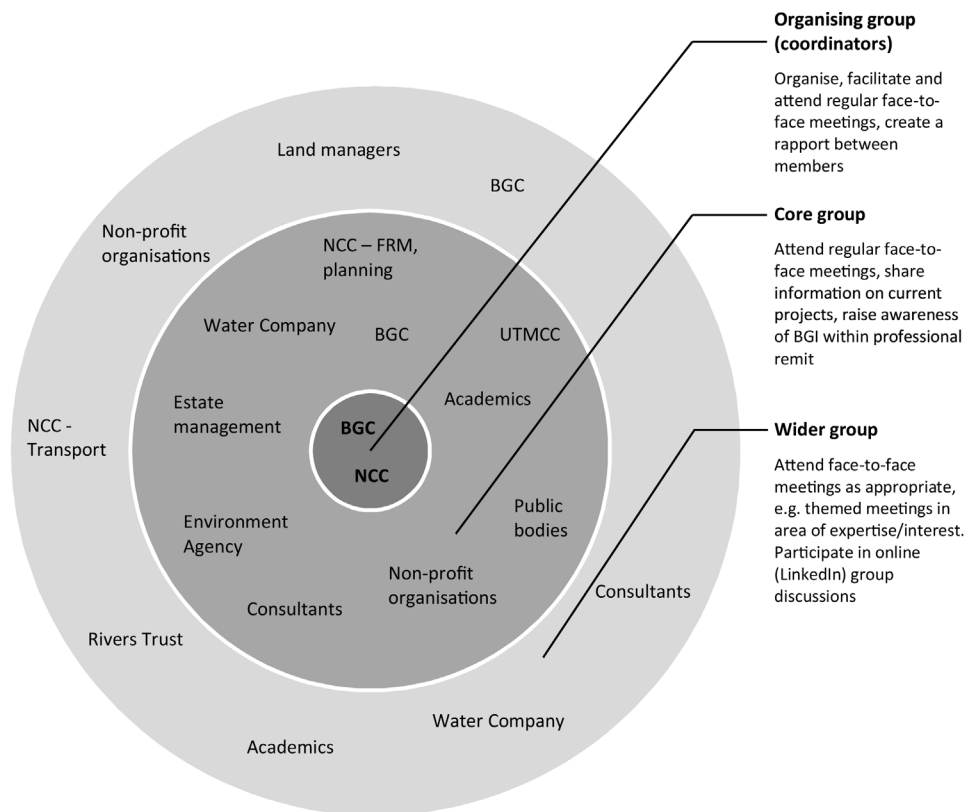 Organising group
(coordinators)
Organise, facilitate and
attend regular face-to-
face meetings, create a
rapport between
members
Core group
Attend regular face-to-
face meetings, share
information on current
projects, raise awareness
of BGI within professional
remit
Wider group
Attend face-to-face
meetings as appropriate,
e.g. themed meetings in
area of expertise/interest.
Participate in online
(LinkedIn) group
discussions
Land managers
BGC
Non-profit
organisations
NCC – FRM,
planning
Water Company
BGC
UTMCC
Estate
management
Academics
NCC -
Transport
BGC
NCC
Environment
Agency
Public
bodies
Non-profit
organisations
Consultants
Consultants
Rivers Trust
Water Company
Academics